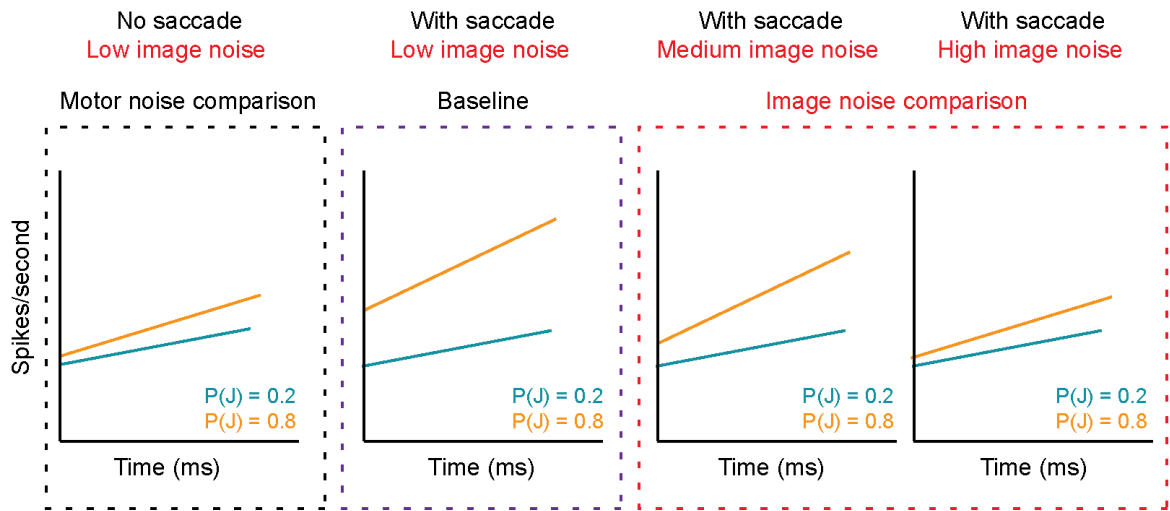 No saccade
Low image noise
With saccade
Low image noise
With saccade
Medium image noise
With saccade
High image noise
Motor noise comparison
Baseline
Image noise comparison
Spikes/second
P(J) = 0.2
P(J) = 0.8
Time (ms)
P(J) = 0.2
P(J) = 0.8
Time (ms)
P(J) = 0.2
P(J) = 0.8
Time (ms)
P(J) = 0.2
P(J) = 0.8
Time (ms)